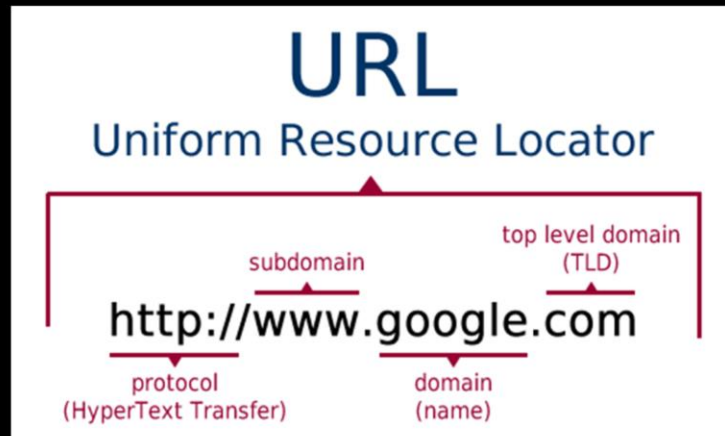 URL
Uniform Resource Locator
top level domain
(TLD)
subdomain
http://www.google.com
protocol
(HyperText Transfer)
domain
(name)